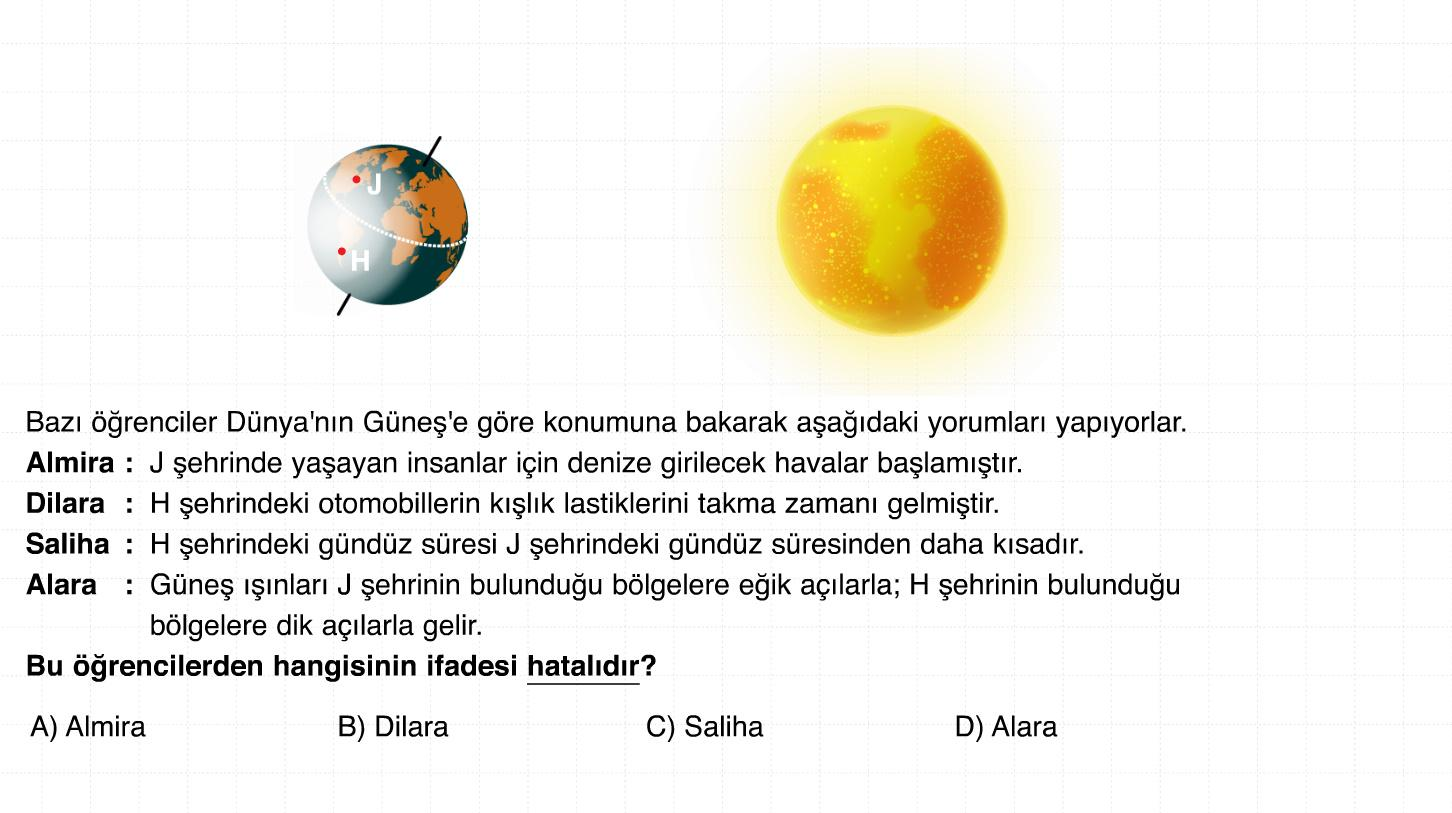 J
H
Bazı öğrenciler Dünya'nın Güneş'e göre konumuna bakarak aşağıdaki yorumları yapıyorlar.
Almira : J şehrinde yaşayan insanlar için denize girilecek havalar başlamıştır.
Dilara : H şehrindeki otomobillerin kışlık lastiklerini takma zamanı gelmiştir.
Saliha : H şehrindeki gündüz süresi J şehrindeki gündüz süresinden daha kısadır.
Alara : Güneş ışınları J şehrinin bulunduğu bölgelere eğik açılarla; H şehrinin bulunduğu
bölgelere dik açılarla gelir.
Bu öğrencilerden hangisinin ifadesi hatalıdır?
A) Almira B) Dilara C) Saliha D) Alara